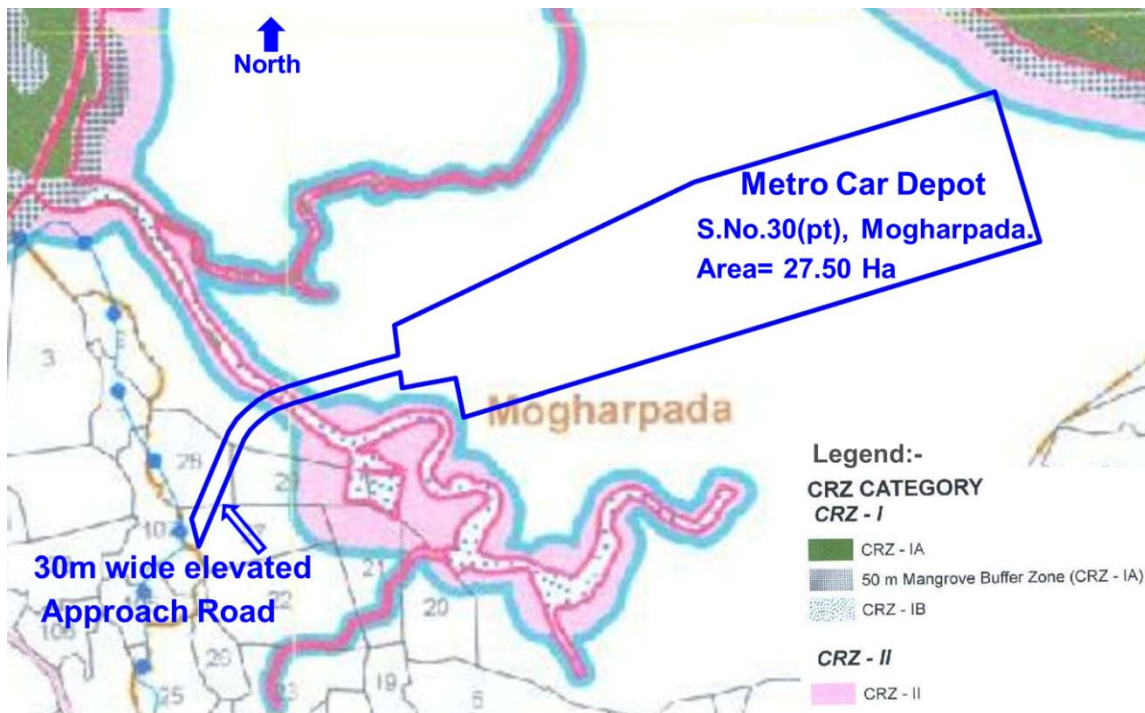 North
Metro Car Depot
S.No.30(pt), Mogharpada.
Area= 27.50 Ha
3
Mogharpada
28
Legend:-
CRZ CATEGORY
CRZ - I
CRZ - IA
50 m Mangrove Buffer Zone (CRZ - IA)
CRZ - IB
CRZ - II
CRZ - II
30m wide elevated
Approach Road
21
22
20
26
25
23
19
6